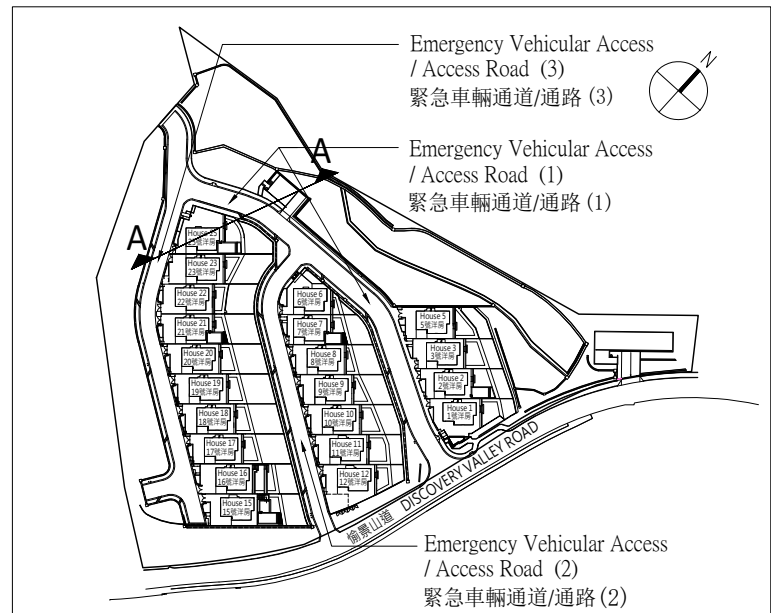 Emergency Vehicular Access
/ Access Road (3)
緊急車輛通道/通路 (3)
N
Emergency Vehicular Access
/ Access Road (1)
緊急車輛通道/通路 (1)
A
A
House 25
25號洋房
House 23
23號洋房
House 22
22號洋房
House 21
21號洋房
House 20
20號洋房
House 19
19號洋房
House 18
18號洋房
House 17
17號洋房
House 16
16號洋房
House 15
15號洋房
House 6
6號洋房
House 7
7號洋房
House 8
8號洋房
House 9
9號洋房
House 10
10號洋房
House 11
11號洋房
House 12
12號洋房
House 5
5號洋房
House 3
3號洋房
House 2
2號洋房
House 1
1號洋房
愉景山道 DISCOVERY VALLEY ROAD
Emergency Vehicular Access
/ Access Road (2)
緊急車輛通道/通路 (2)